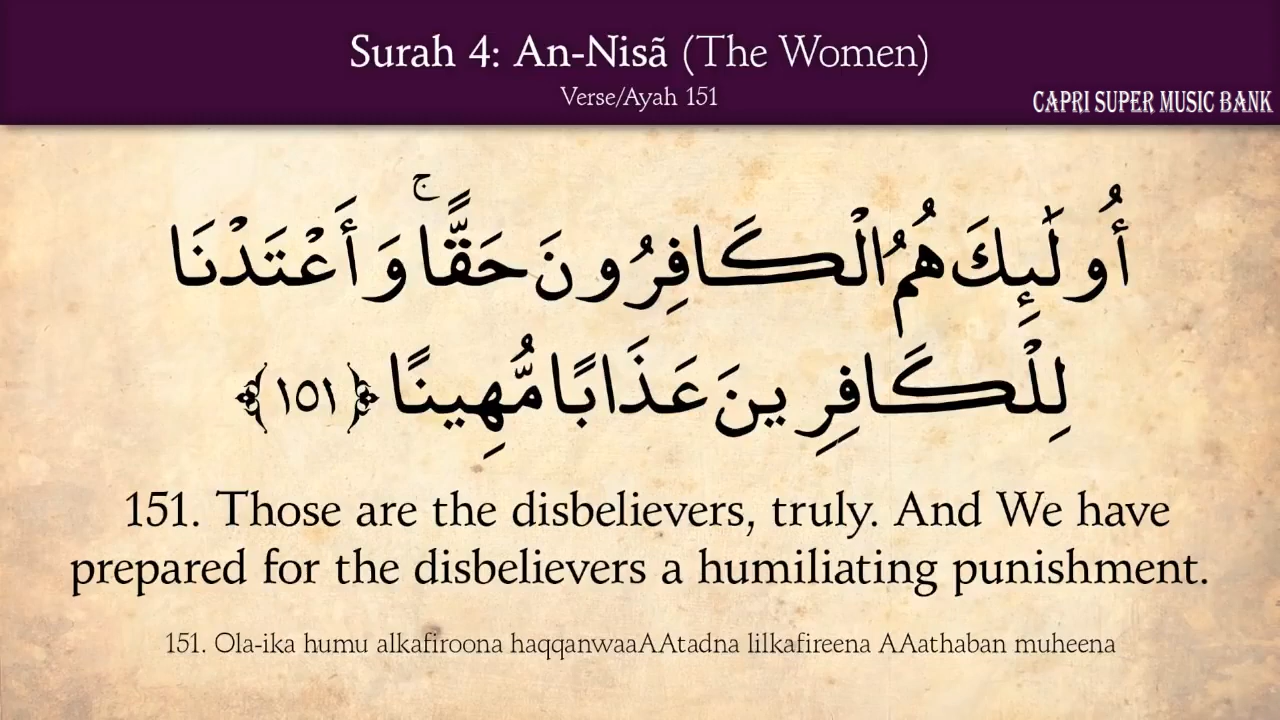 Surah 4: An-Nisã (The Women)
Verse/Ayah 151
CAPRI SUPER MUSIC BANK
أُولَٰئِكَ هُمُ الْكَافِرُونَ حَقًّا ۚ وَأَعْتَدْنَا
لِلْكَافِرِينَ عَذَابًا مُّهِينًا ﴿١٥١﴾
151. Those are the disbelievers, truly. And We have
prepared for the disbelievers a humiliating punishment.
151. Ola-ika humu alkafiroona haqqanwaaAAtadna lilkafireena AAathaban muheena